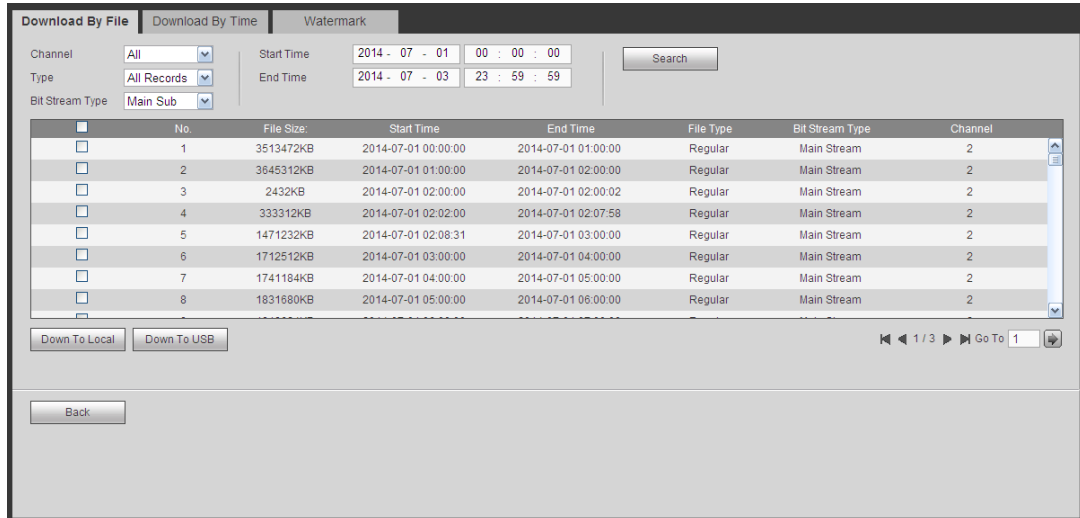 Download By File Download By Time Watermark
Channel All Start Time 2014 - 07 - 01 00 : 00 : 00 Search
Type All Records End Time 2014 - 07 - 03 23 : 59 : 59
Bit Stream Type Main Sub
No. File Size: Start Time End Time File Type Bit Stream Type Channel
1 3513472KB 2014-07-01 00:00:00 2014-07-01 01:00:00 Regular Main Stream 2
2 3645312KB 2014-07-01 01:00:00 2014-07-01 02:00:00 Regular Main Stream 2
3 2432KB 2014-07-01 02:00:00 2014-07-01 02:00:02 Regular Main Stream 2
4 333312KB 2014-07-01 02:02:00 2014-07-01 02:07:58 Regular Main Stream 2
5 1471232KB 2014-07-01 02:08:31 2014-07-01 03:00:00 Regular Main Stream 2
6 1712512KB 2014-07-01 03:00:00 2014-07-01 04:00:00 Regular Main Stream 2
7 1741184KB 2014-07-01 04:00:00 2014-07-01 05:00:00 Regular Main Stream 2
8 1831680KB 2014-07-01 05:00:00 2014-07-01 06:00:00 Regular Main Stream 2
Down To Local Down To USB 1 / 3 Go To 1
Back